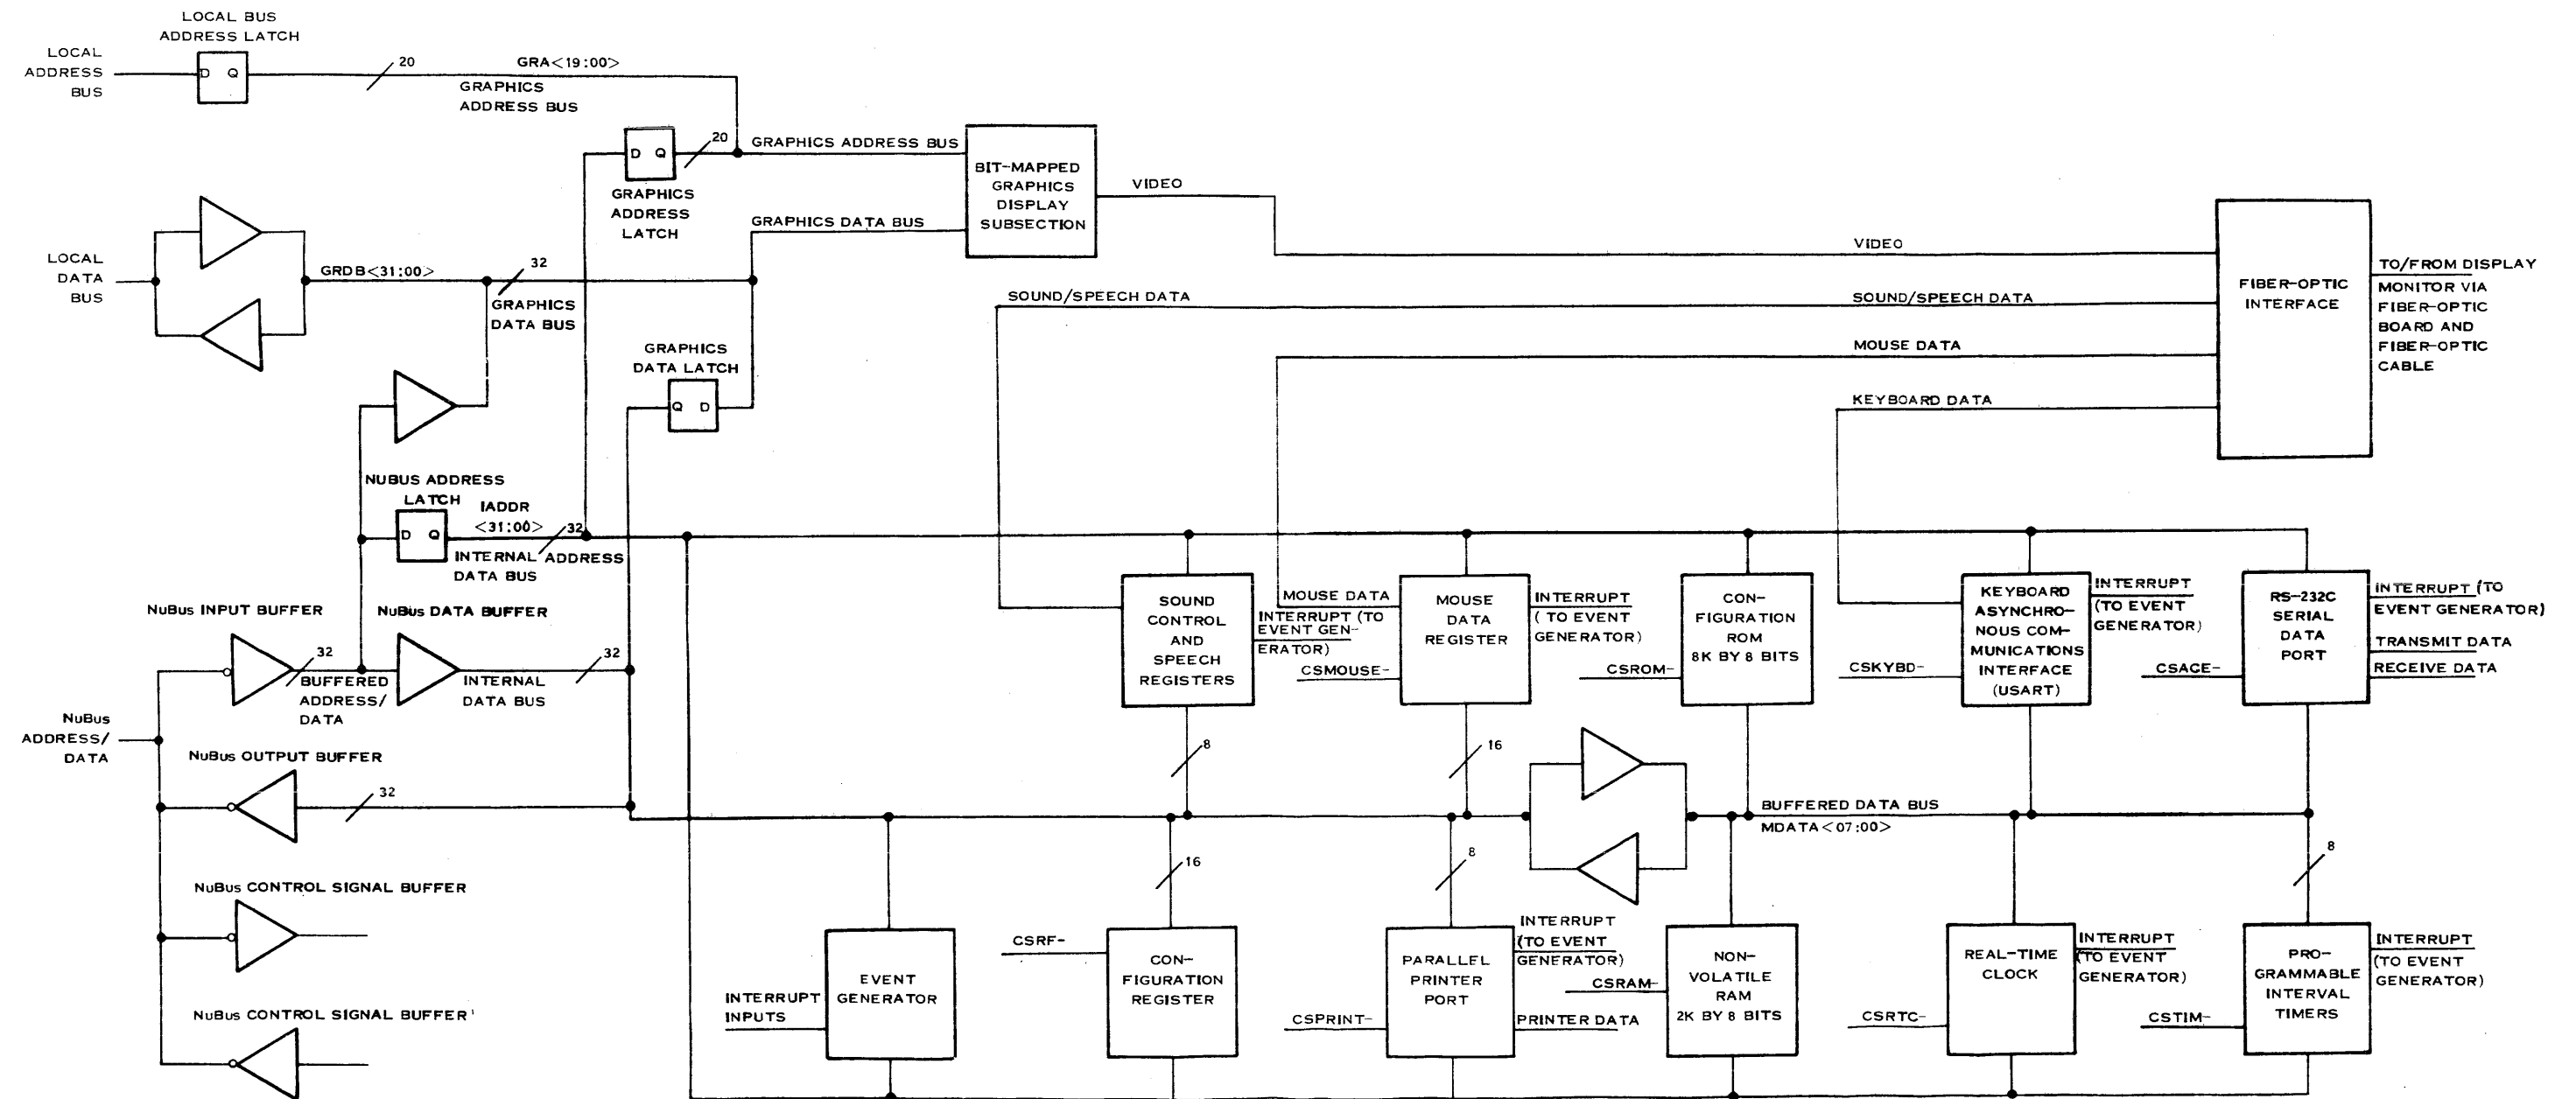 LOCAL BUS
ADDRESS LATCH
LOCAL
ADDRESS
BUS
D Q
20
GRA<19:00>
GRAPHICS
ADDRESS BUS
D Q
20
GRAPHICS
ADDRESS
LATCH
GRAPHICS ADDRESS BUS
BIT-MAPPED
GRAPHICS
DISPLAY
SUBSECTION
VIDEO
GRAPHICS DATA BUS
LOCAL
DATA
BUS
GRDB<31:00>
32
GRAPHICS
DATA BUS
GRAPHICS
DATA LATCH
Q D
VIDEO
SOUND/SPEECH DATA
SOUND/SPEECH DATA
MOUSE DATA
KEYBOARD DATA
FIBER-OPTIC
INTERFACE
TO/FROM DISPLAY
MONITOR VIA
FIBER-OPTIC
BOARD AND
FIBER-OPTIC
CABLE
NUBUS ADDRESS
LATCH
D Q
IADDR
<31:00>
32
INTERNAL ADDRESS
DATA BUS
NuBus INPUT BUFFER
32
BUFFERED
ADDRESS/
DATA
NuBus DATA BUFFER
32
INTERNAL
DATA BUS
NuBus
ADDRESS/
DATA
NuBus OUTPUT BUFFER
32
NuBus CONTROL SIGNAL BUFFER
NuBus CONTROL SIGNAL BUFFER
SOUND
CONTROL
AND
SPEECH
REGISTERS
INTERRUPT (TO
EVENT GEN-
ERATOR)
8
MOUSE DATA
CSMOUSE-
MOUSE
DATA
REGISTER
INTERRUPT
( TO EVENT
GENERATOR)
16
CSROM-
CON-
FIGURATION
ROM
8K BY 8 BITS
CSKYBD-
KEYBOARD
ASYNCHRO-
NOUS COM-
MUNICATIONS
INTERFACE
(USART)
INTERRUPT
(TO EVENT
GENERATOR)
CSACE-
RS-232C
SERIAL
DATA
PORT
INTERRUPT (TO
EVENT GENERATOR)
TRANSMIT DATA
RECEIVE DATA
BUFFERED DATA BUS
MDATA<07:00>
INTERRUPT
INPUTS
EVENT
GENERATOR
16
CSRF-
CON-
FIGURATION
REGISTER
8
CSPRINT-
PARALLEL
PRINTER
PORT
INTERRUPT
(TO EVENT
GENERATOR)
PRINTER DATA
CSRAM-
NON-
VOLATILE
RAM
2K BY 8 BITS
CSRTC-
REAL-TIME
CLOCK
INTERRUPT
(TO EVENT
GENERATOR)
8
CSTIM-
PRO-
GRAMMABLE
INTERVAL
TIMERS
INTERRUPT
(TO EVENT
GENERATOR)